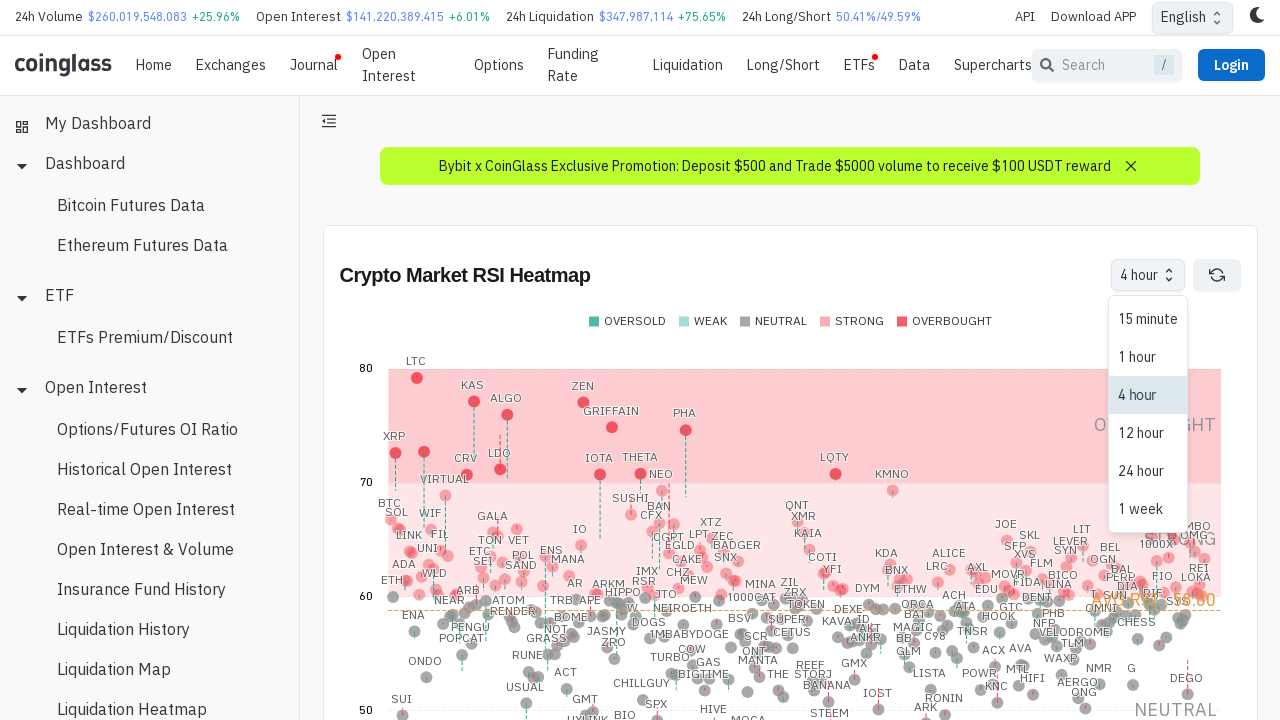 24h Volume $260,019,548,083 +25.96% Open Interest $141,220,389,415 +6.01% 24h Liquidation $347,987,114 +75.65% 24h Long/Short 50.41%/49.59% API Download APP English
coinglass Home Exchanges Journal Open Interest Options Funding Rate Liquidation Long/Short ETFs Data Supercharts Search / Login
My Dashboard
Dashboard
Bitcoin Futures Data
Ethereum Futures Data
ETF
ETFs Premium/Discount
Open Interest
Options/Futures OI Ratio
Historical Open Interest
Real-time Open Interest
Open Interest & Volume
Insurance Fund History
Liquidation History
Liquidation Map
Liquidation Heatmap
Bybit x CoinGlass Exclusive Promotion: Deposit $500 and Trade $5000 volume to receive $100 USDT reward
Crypto Market RSI Heatmap
4 hour
15 minute
1 hour
4 hour
12 hour
24 hour
1 week
OVERSOLD WEAK NEUTRAL STRONG OVERBOUGHT
80
LTC
KAS ZEN
ALGO
GRIFFAIN PHA
XRP
CRV LDO IOTA THETA LQTY
70
VIRTUAL NEO KMNO
BTC SUSHI
SOL WIF GALA CFX BAN QNT XMR
LINK FIL TON VET IO XTZ KAIA JOE SKL LIT
UNI ETC POL ENS LPT ZEC SFP LEVER OMG
SET SAND MANA EGLD CAKE BADGER SNX COTI KDA ALICE XVS SYN BEL 1000X
ADA WLD AR IMX CHZ YFI BNX LRC AXL FLM OGN BAL REI
ETH ARB ARKM RSR MEW MINA ZIL DYM ETHW EDU MOVR BICO FIO LOKA
60
NEAR ATOM TRB APE HIPPO JTO 1000CAT ZRX ORCA ACH DENT
ENA RENDER BOME W NEIROETH TOKEN DEXE ATA GTC
PENGU NOT DOGS BSV SUPER KAVA ID HOOK PHB CHESS
POPCAT GRASS JASMY 1MBABYDOGE SCR CETUS AKT MAGIC C98 TNSR NFP VELODROME
ZRO COW ONT ANKR BB GLM ACX AVA TLM
ONDO RUNE TURBO GAS MANTA REEF GMX WAXP
ACT BIGTIME THE STORJ LISTA POWR MTL HIFI NMR G
USUAL CHILLGUY BANANA KNC AERGO DEGO
SUI GMT SPX IOST RONIN ONG
BIO HIVE STEEM ARK NEUTRAL
50